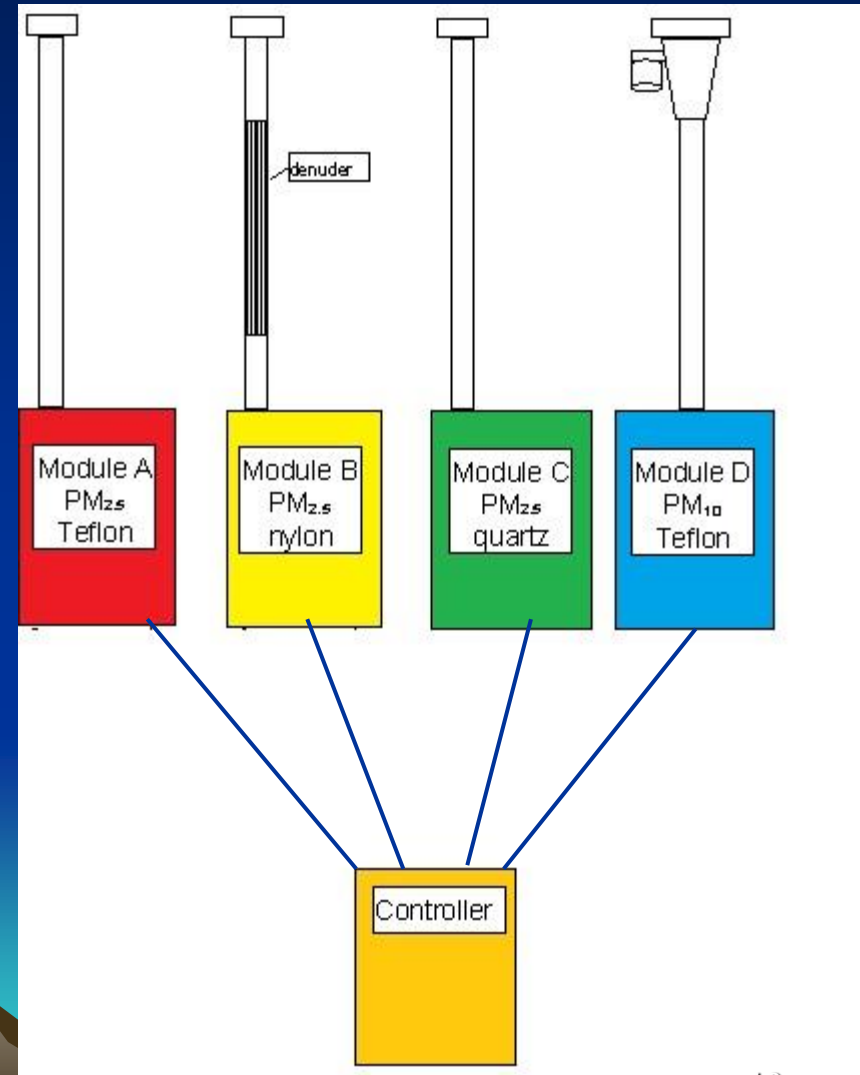 denuder
Module A
PM₂.₅
Teflon
Module B
PM₂.₅
nylon
Module C
PM₂.₅
quartz
Module D
PM₁₀
Teflon
Controller